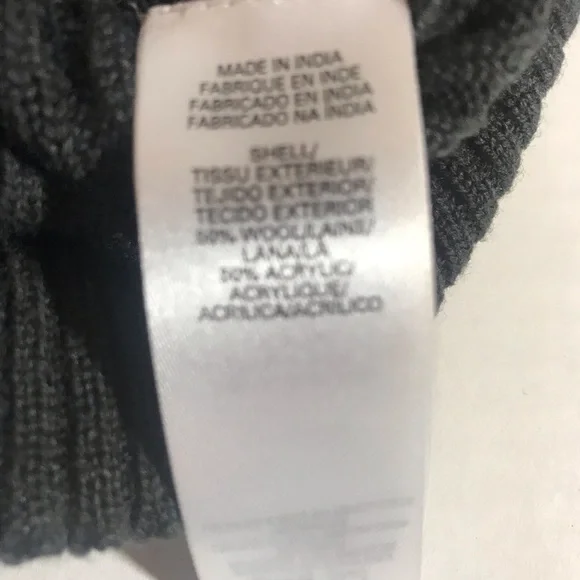 MADE IN INDIA
FABRIQUE EN INDE
FABRICADO EN INDIA
FABRICADO NA INDIA
SHELL/
TISSU EXTERIEUR/
TEJIDO EXTERIOR/
TECIDO EXTERIOR
50% WOOL/LAINE/
LANA/LÃ
50% ACRYLIC/
ACRYLIQUE/
ACRILICA/ACRÍLICO